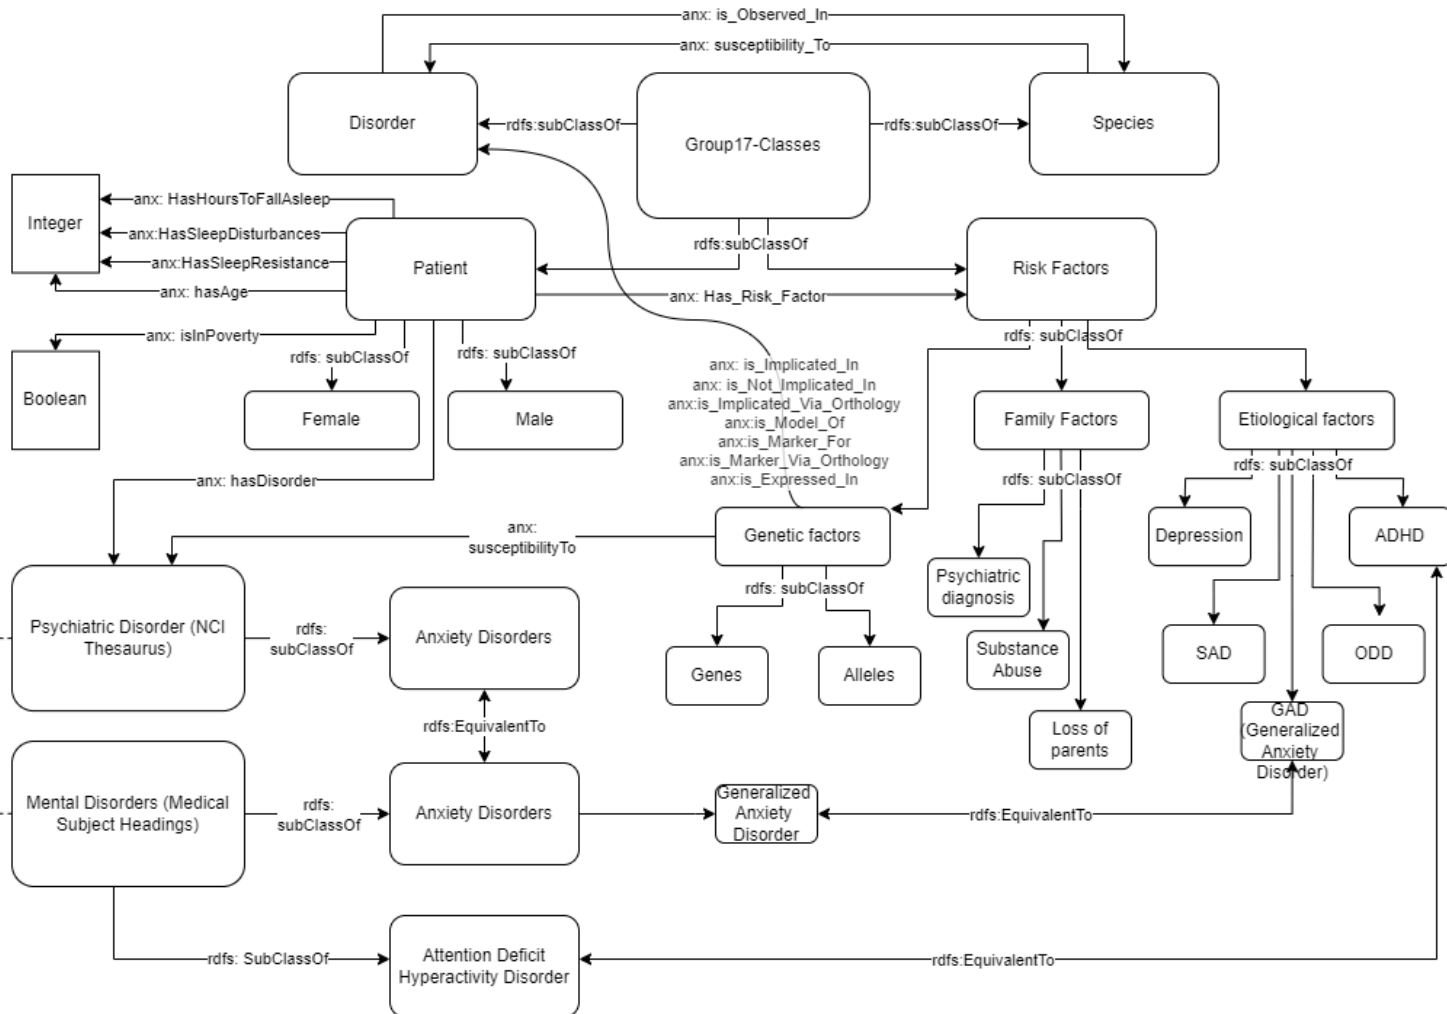 anx: is_Observed_In
anx: susceptibility_To
Disorder
rdfs:subClassOf
Group17-Classes
rdfs:subClassOf
Species
Integer
anx: HasHoursToFallAsleep
anx:HasSleepDisturbances
anx:HasSleepResistance
anx: hasAge
Patient
rdfs:subClassOf
Risk Factors
anx: Has_Risk_Factor
anx: isInPoverty
Boolean
rdfs: subClassOf
rdfs: subClassOf
rdfs: subClassOf
Female
Male
anx: is_Implicated_In
anx: is_Not_Implicated_In
anx:is_Implicated_Via_Orthology
anx:is_Model_Of
anx:is_Marker_For
anx:is_Marker_Via_Orthology
anx:is_Expressed_In
Family Factors
Etiological factors
rdfs: subClassOf
rdfs: subClassOf
anx: hasDisorder
anx:
susceptibilityTo
Genetic factors
Depression
ADHD
rdfs: subClassOf
Psychiatric
diagnosis
Psychiatric Disorder (NCI
Thesaurus)
rdfs:
subClassOf
Anxiety Disorders
Genes
Alleles
Substance
Abuse
SAD
ODD
rdfs:EquivalentTo
Loss of
parents
GAD
(Generalized
Anxiety
Disorder)
Mental Disorders (Medical
Subject Headings)
rdfs:
subClassOf
Anxiety Disorders
Generalized
Anxiety
Disorder
rdfs:EquivalentTo
rdfs: SubClassOf
Attention Deficit
Hyperactivity Disorder
rdfs:EquivalentTo